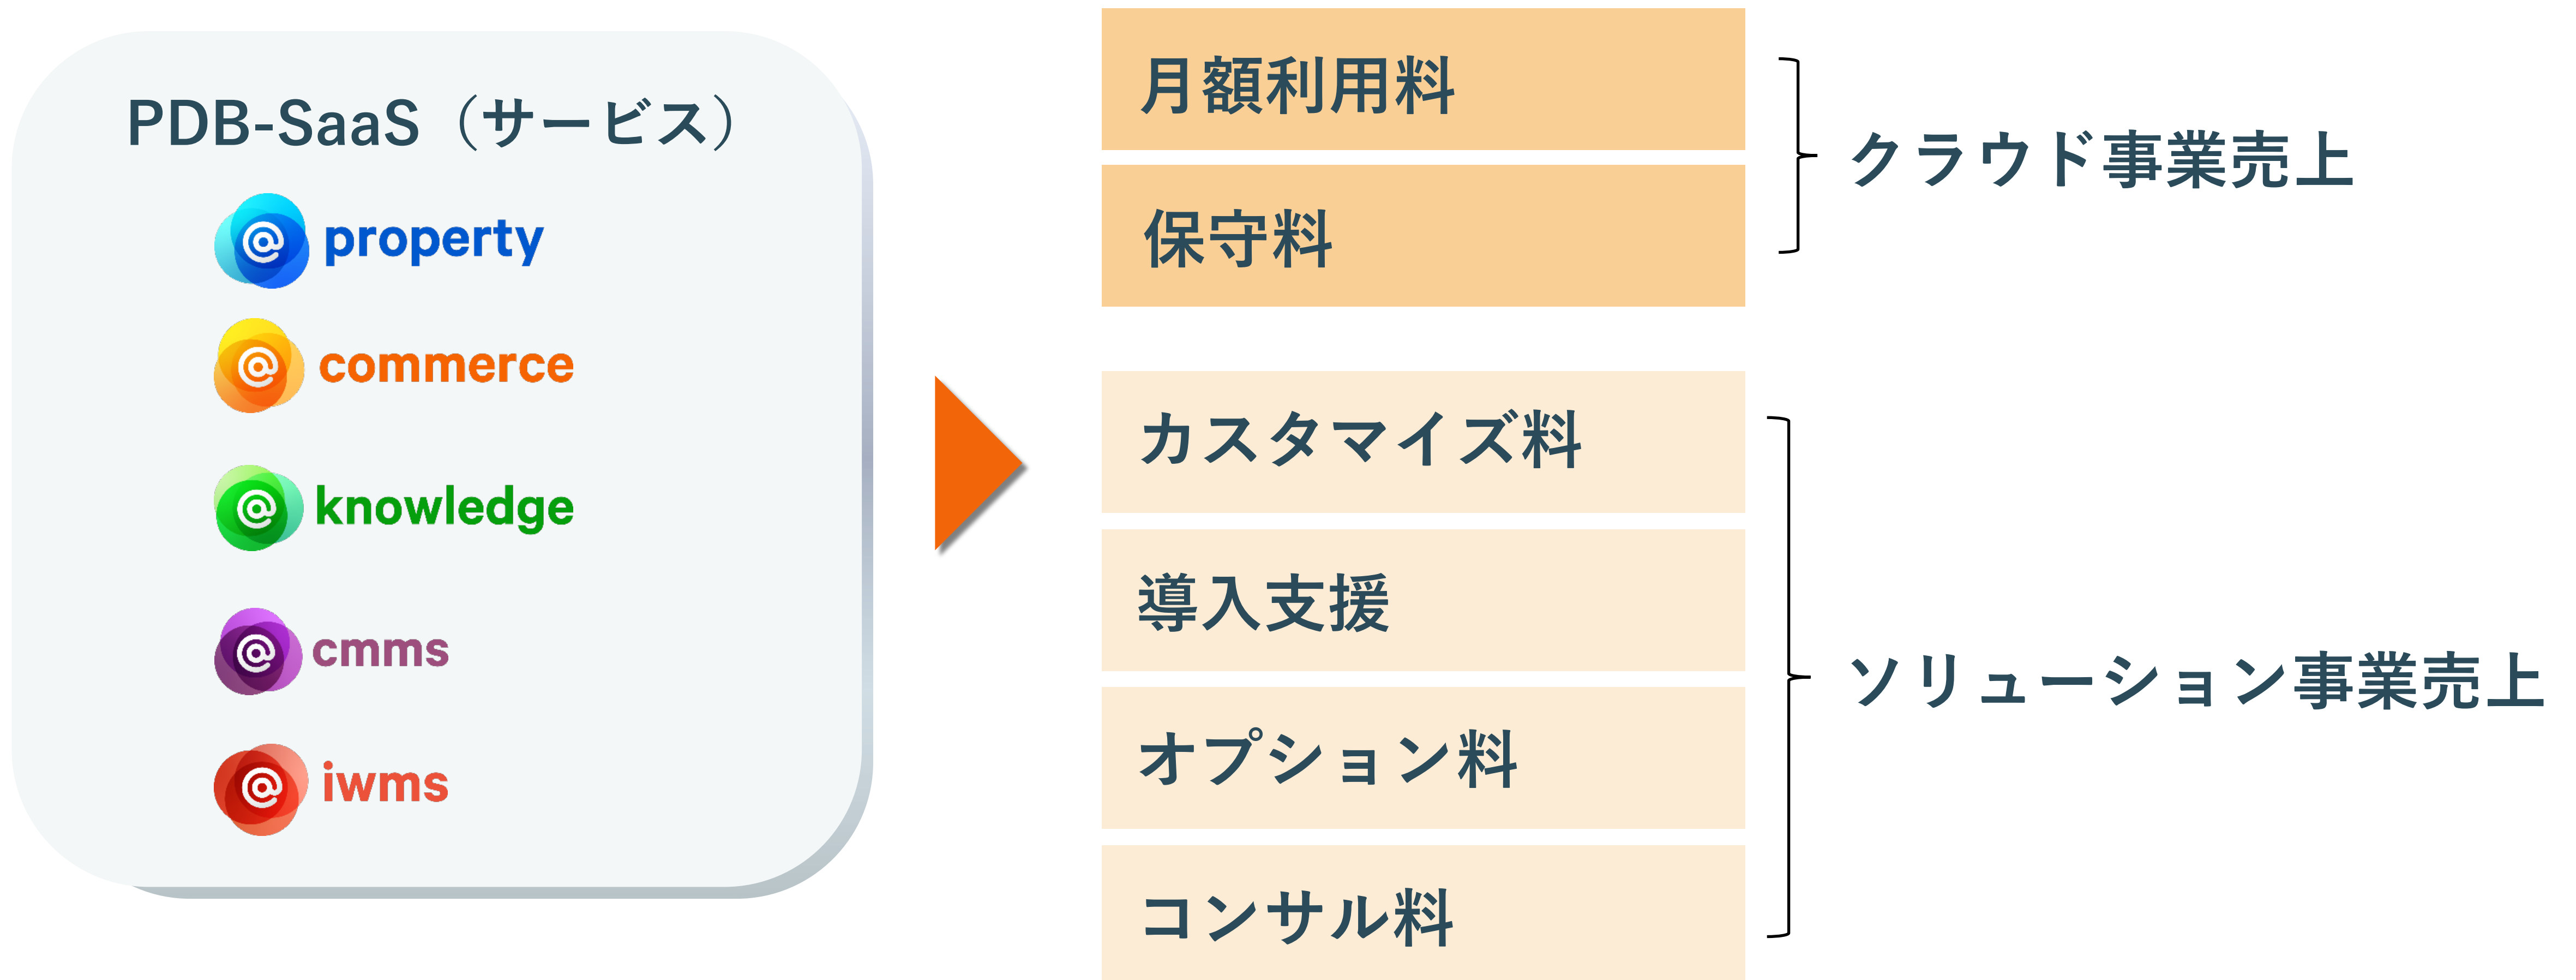 PDB-SaaS（サービス）
@property
@commerce
@knowledge
@cmms
@iwms
月額利用料
保守料
クラウド事業売上
カスタマイズ料
導入支援
オプション料
コンサル料
ソリューション事業売上